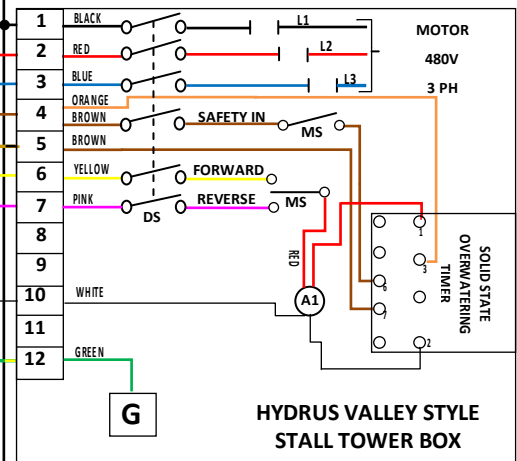 1 BLACK L1
MOTOR
2 RED L2
480V
3 BLUE L3
3 PH
ORANGE
4 BROWN SAFETY IN MS
5 BROWN
6 YELLOW FORWARD
7 PINK DS REVERSE MS
8
9
10 WHITE
11
12 GREEN
RED
A1
1
3
6
7
2
SOLID STATE
OVERWATERING
TIMER
G
HYDRUS VALLEY STYLE
STALL TOWER BOX